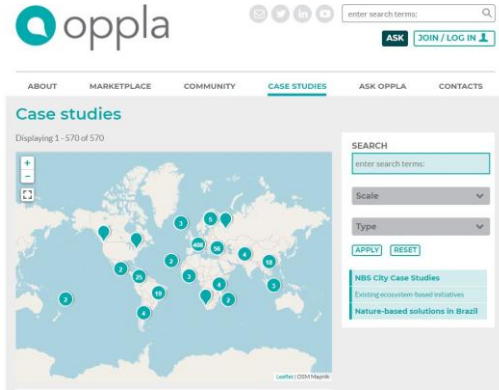 oppla
enter search terms:
ASK
JOIN / LOG IN
ABOUT
MARKETPLACE
COMMUNITY
CASE STUDIES
ASK OPPLA
CONTACTS
Case studies
Displaying 1 - 570 of 570
+
−
3
5
408
56
4
18
2
2
25
3
4
3
2
19
2
4
Leaflet | OSM Mapnik
SEARCH
enter search terms:
Scale
Type
APPLY
RESET
NBS City Case Studies
Existing ecosystem-based initiatives
Nature-based solutions in Brazil